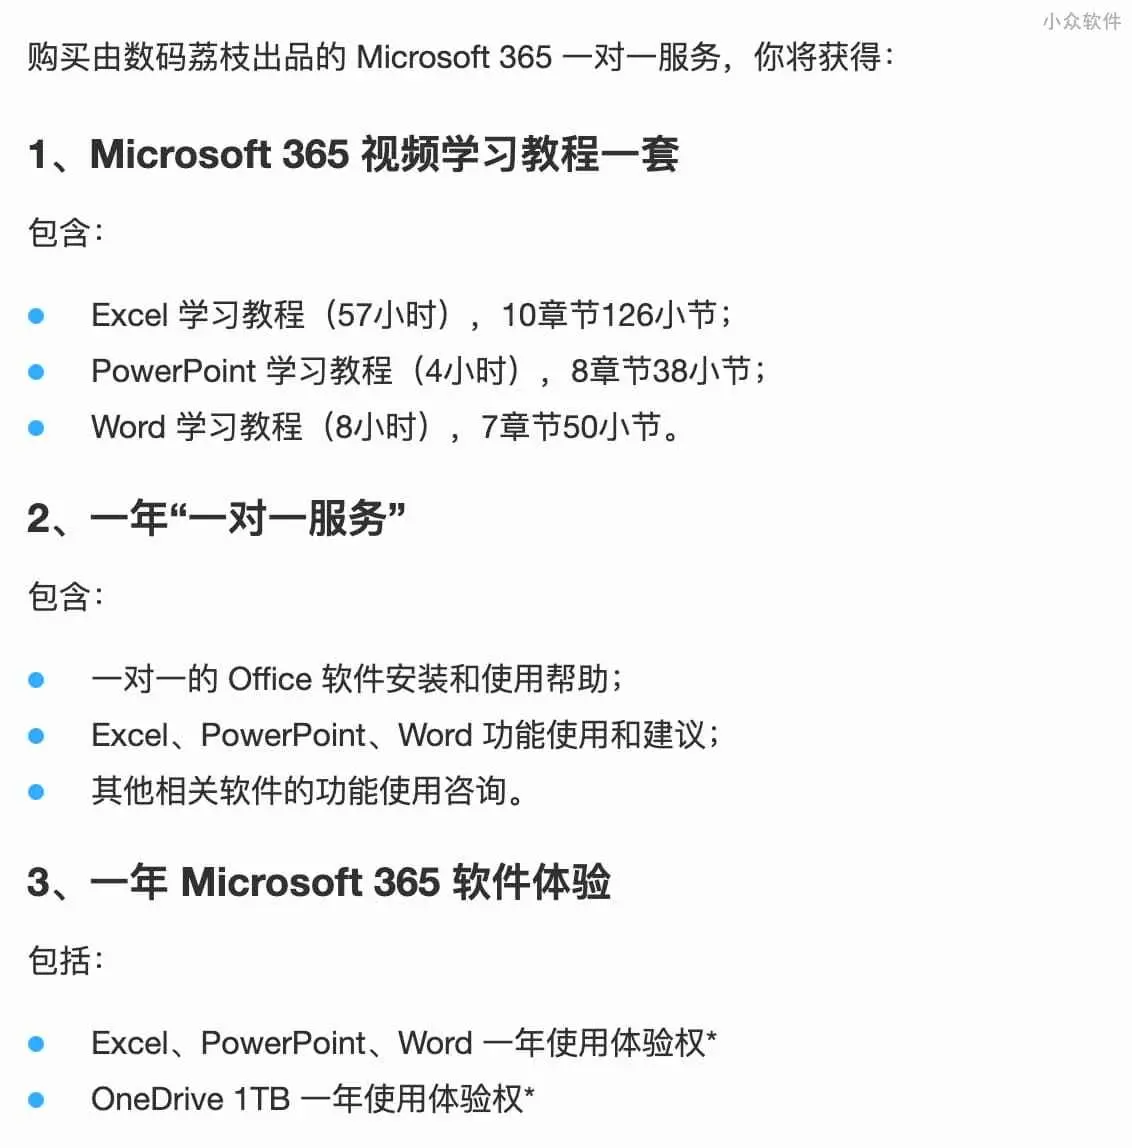 小众软件
购买由数码荔枝出品的 Microsoft 365 一对一服务，你将获得：
1、Microsoft 365 视频学习教程一套
包含：
Excel 学习教程（57小时），10章节126小节；
PowerPoint 学习教程（4小时），8章节38小节；
Word 学习教程（8小时），7章节50小节。
2、一年“一对一服务”
包含：
一对一的 Office 软件安装和使用帮助；
Excel、PowerPoint、Word 功能使用和建议；
其他相关软件的功能使用咨询。
3、一年 Microsoft 365 软件体验
包括：
Excel、PowerPoint、Word 一年使用体验权*
OneDrive 1TB 一年使用体验权*